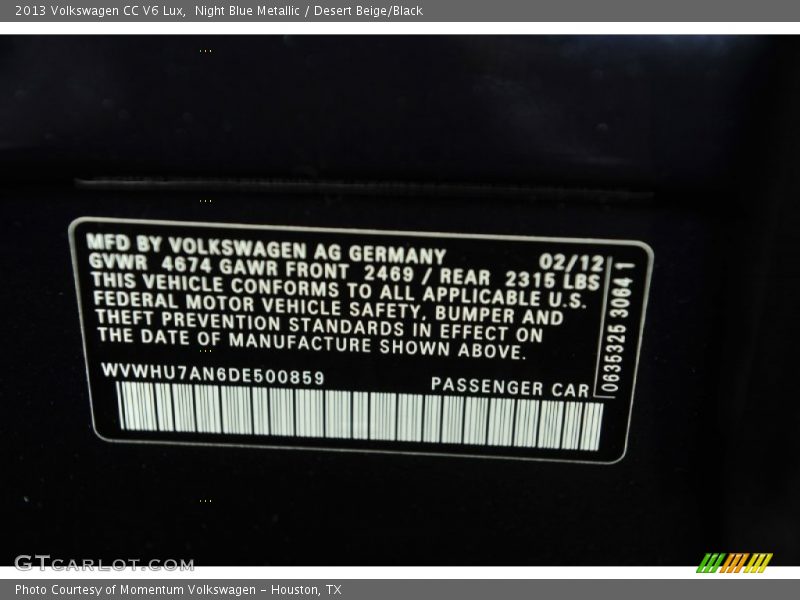 2013 Volkswagen CC V6 Lux,  Night Blue Metallic / Desert Beige/Black
MFD BY VOLKSWAGEN AG GERMANY 02/12
GVWR 4674 GAWR FRONT 2469 / REAR 2315 LBS
THIS VEHICLE CONFORMS TO ALL APPLICABLE U.S.
FEDERAL MOTOR VEHICLE SAFETY, BUMPER AND
THEFT PREVENTION STANDARDS IN EFFECT ON
THE DATE OF MANUFACTURE SHOWN ABOVE.
WVWHU7AN6DE500859 PASSENGER CAR
0635325 3064 1
GTCARLOT.COM
Photo Courtesy of Momentum Volkswagen - Houston, TX